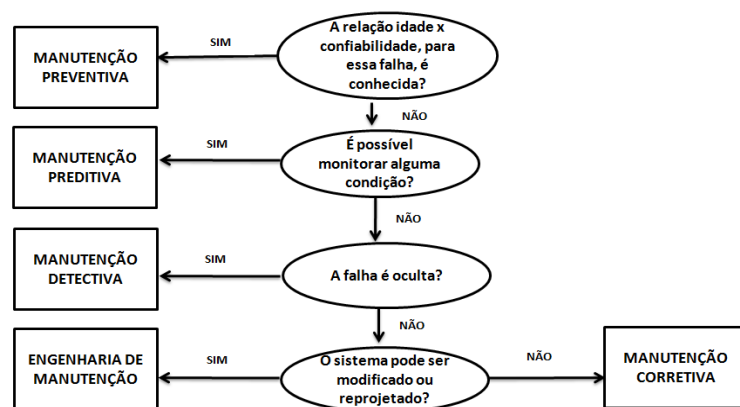 A relação idade x
confiabilidade, para
essa falha, é
conhecida?
SIM
MANUTENÇÃO
PREVENTIVA
NÃO
É possível
monitorar alguma
condição?
SIM
MANUTENÇÃO
PREDITIVA
NÃO
A falha é oculta?
SIM
MANUTENÇÃO
DETECTIVA
NÃO
O sistema pode ser
modificado ou
reprojetado?
SIM
ENGENHARIA DE
MANUTENÇÃO
NÃO
MANUTENÇÃO
CORRETIVA